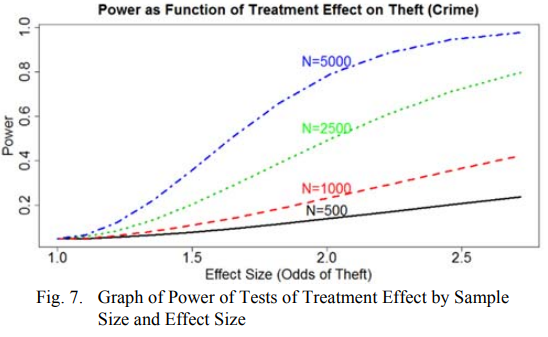 Power as Function of Treatment Effect on Theft (Crime)
Power
1.0
0.8
0.6
0.4
0.2
N=5000
N=2500
N=1000
N=500
1.0 1.5 2.0 2.5
Effect Size (Odds of Theft)
Fig. 7. Graph of Power of Tests of Treatment Effect by Sample
Size and Effect Size